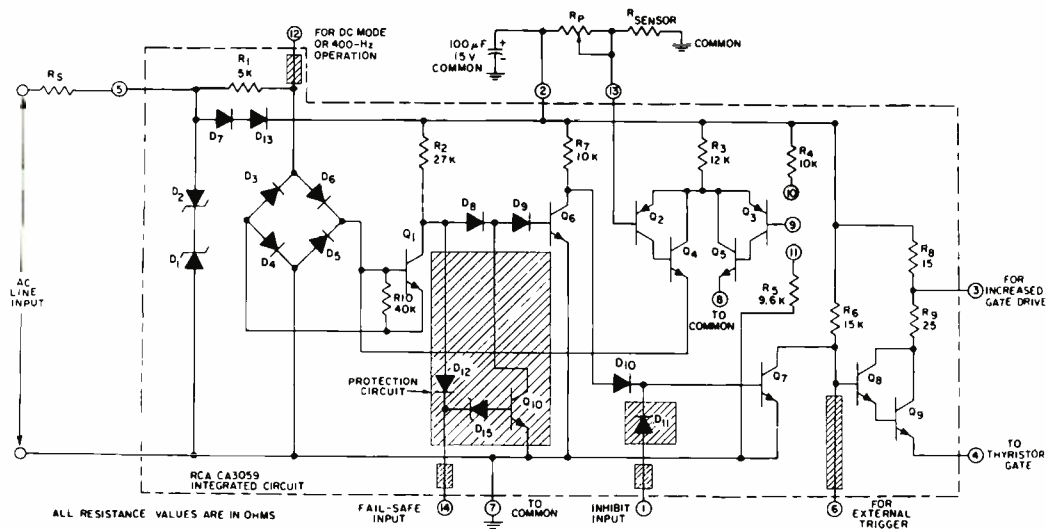 12
FOR DC MODE
OR 400-Hz
OPERATION
100μF
15V
COMMON
+
-
RP
RSENSOR
COMMON
RS
5
R1
5K
2
13
D7
D13
R2
27K
R7
10K
R3
12K
R4
10K
10
D2
D3
D6
D1
D4
D5
Q1
D8
D9
Q6
Q2
Q3
9
Q4
Q5
11
R8
15
AC
LINE
INPUT
R10
40K
8
TO
COMMON
R5
9.6K
3
FOR
INCREASED
GATE DRIVE
R6
15K
R9
25
PROTECTION
CIRCUIT
D12
D15
Q10
D10
D11
Q7
Q8
Q9
RCA CA3059
INTEGRATED CIRCUIT
4
TO
THYRISTOR
GATE
ALL RESISTANCE VALUES ARE IN OHMS
FAIL-SAFE
INPUT
14
7
TO
COMMON
INHIBIT
INPUT
1
6
FOR
EXTERNAL
TRIGGER